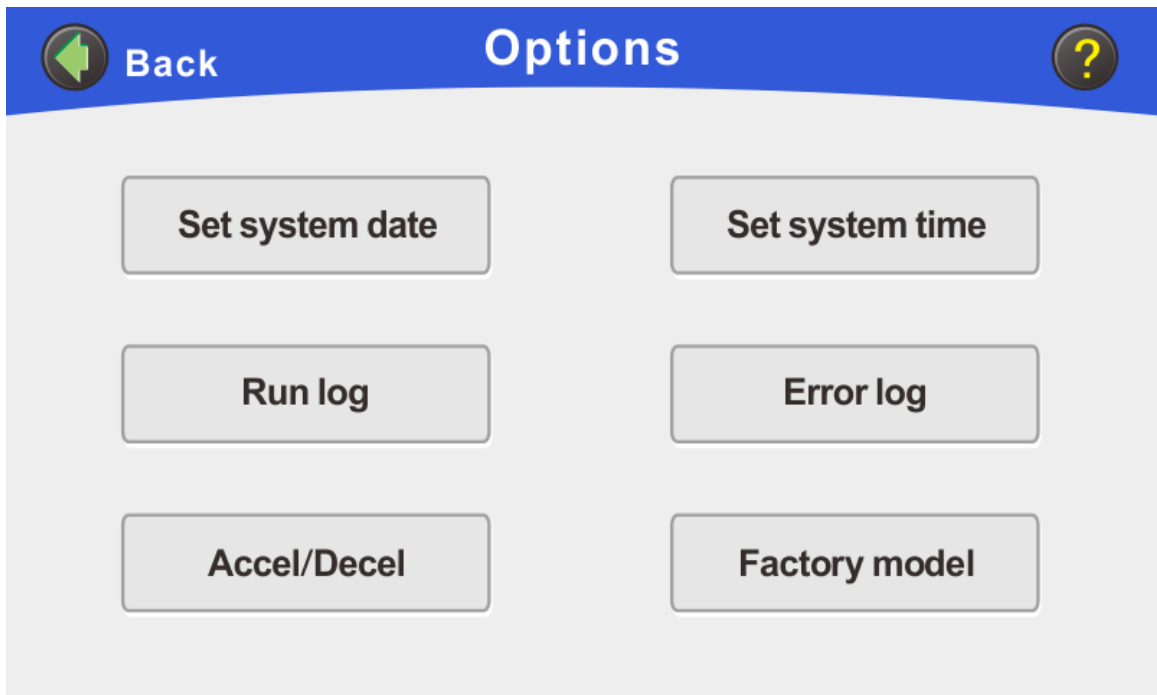 Back
Options
?
Set system date
Set system time
Run log
Error log
Accel/Decel
Factory model